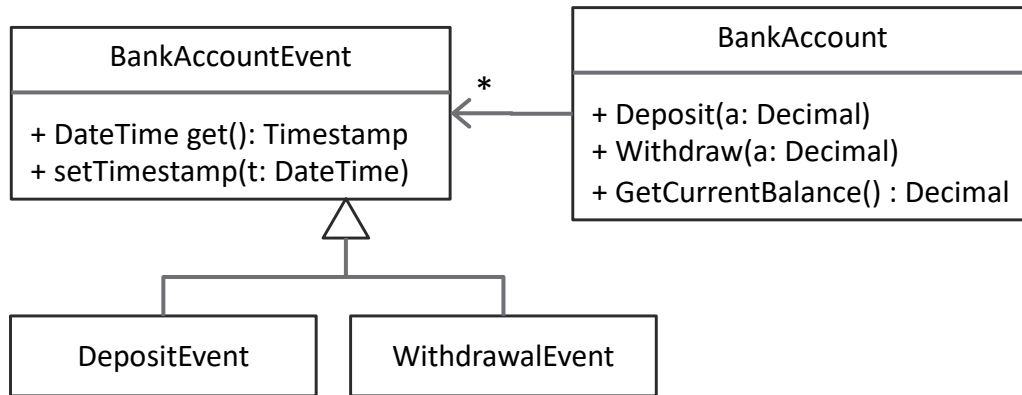 BankAccountEvent
+ DateTime get(): Timestamp
+ setTimestamp(t: DateTime)
*
BankAccount
+ Deposit(a: Decimal)
+ Withdraw(a: Decimal)
+ GetCurrentBalance() : Decimal
DepositEvent
WithdrawalEvent